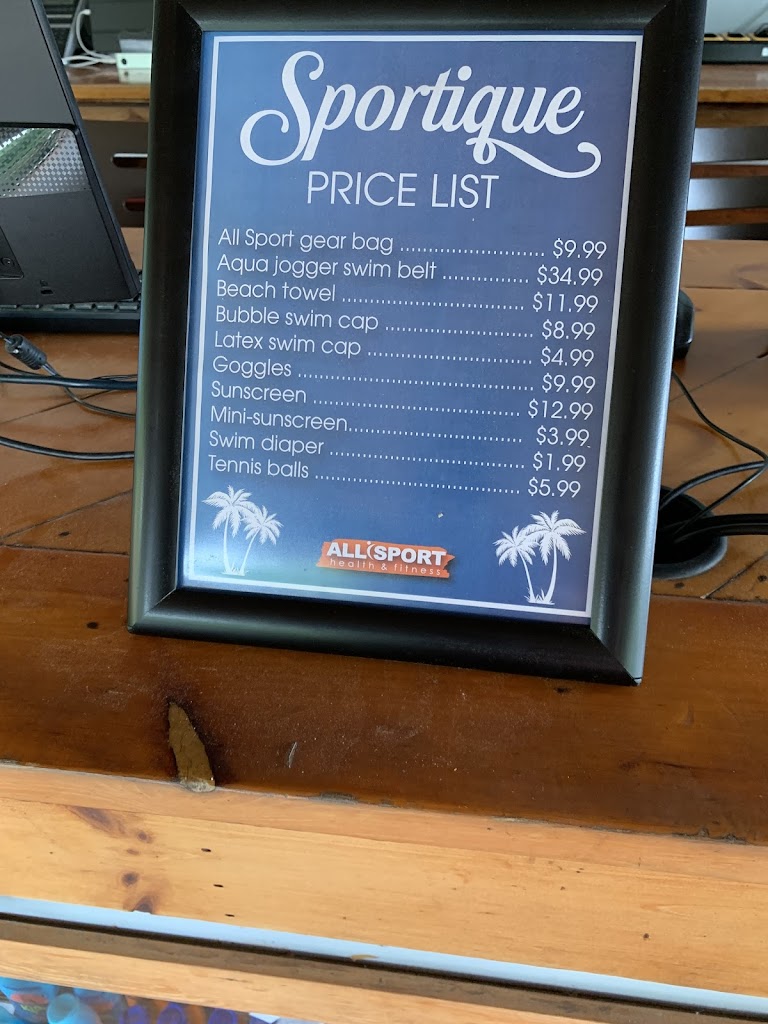 Sportique
PRICE LIST
All Sport gear bag ........................... $9.99
Aqua jogger swim belt ................ $34.99
Beach towel .................................. $11.99
Bubble swim cap ........................... $8.99
Latex swim cap .............................. $4.99
Goggles ........................................... $9.99
Sunscreen ...................................... $12.99
Mini-sunscreen................................ $3.99
Swim diaper .................................... $1.99
Tennis balls ...................................... $5.99
ALL SPORT
health & fitness